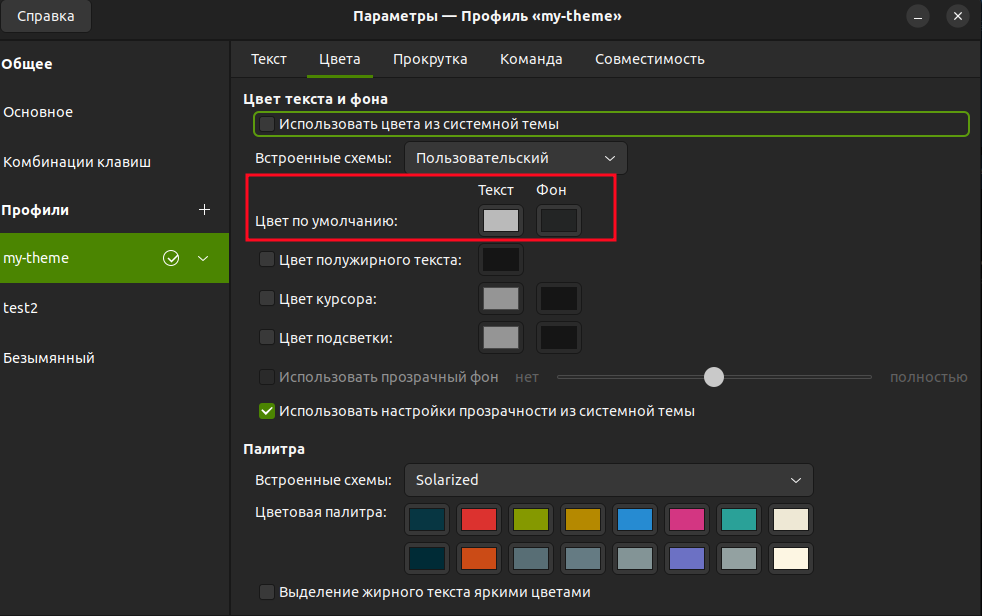 Справка
Параметры — Профиль «my-theme»
Общее
Основное
Комбинации клавиш
Профили
my-theme
test2
Безымянный
Текст Цвета Прокрутка Команда Совместимость
Цвет текста и фона
Использовать цвета из системной темы
Встроенные схемы: Пользовательский
Текст Фон
Цвет по умолчанию:
Цвет полужирного текста:
Цвет курсора:
Цвет подсветки:
Использовать прозрачный фон нет полностью
Использовать настройки прозрачности из системной темы
Палитра
Встроенные схемы: Solarized
Цветовая палитра:
Выделение жирного текста яркими цветами